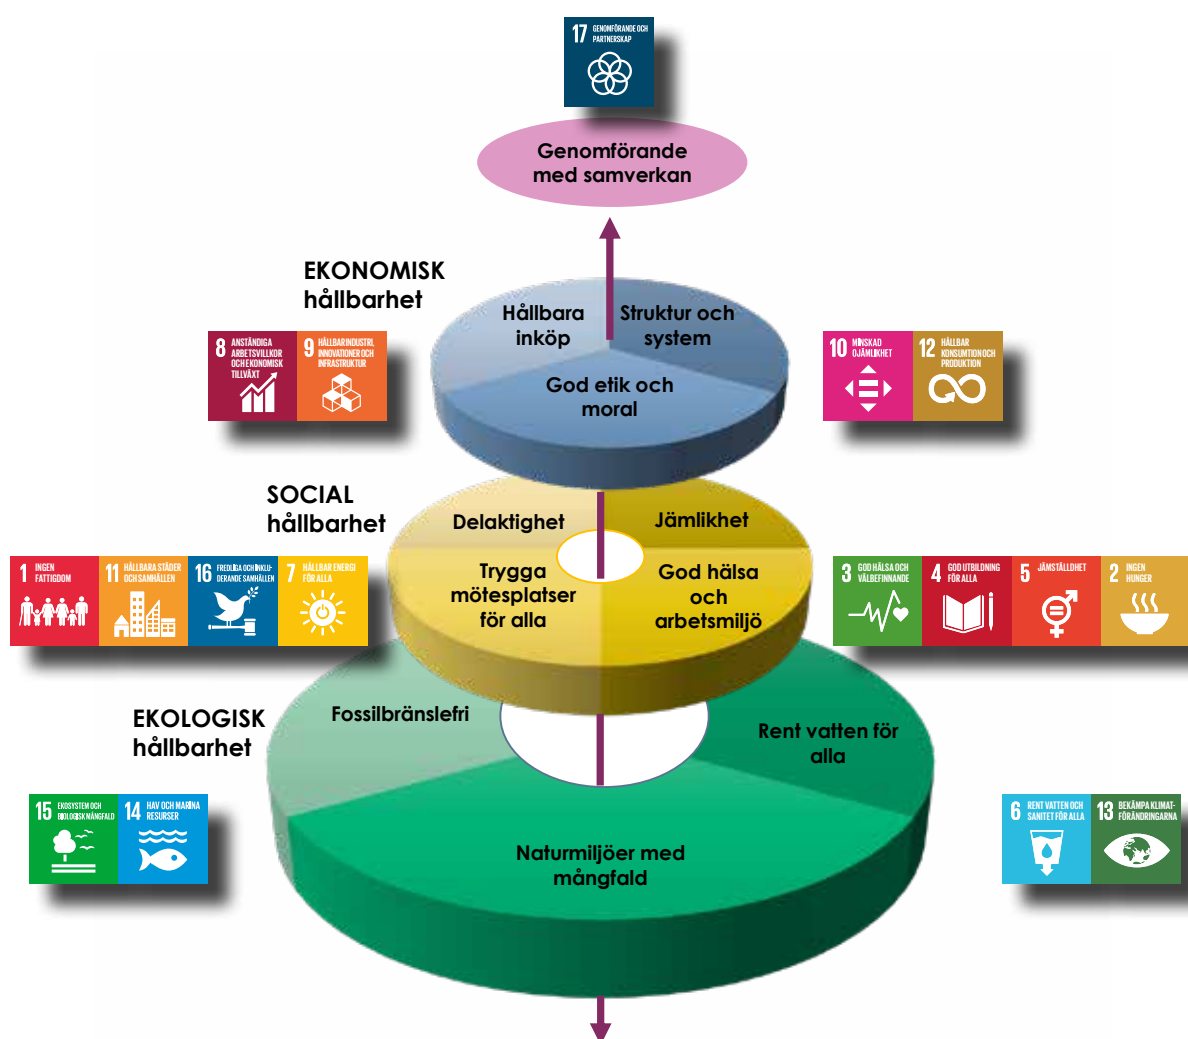 17 GENOMFÖRANDE OCH
PARTNERSKAP
Genomförande
med samverkan
EKONOMISK
hållbarhet
Hållbara
inköp
Struktur och
system
God etik och
moral
8 ANSTÄNDIGA
ARBETSVILLKOR
OCH EKONOMISK
TILLVÄXT
9 HÅLLBAR INDUSTRI,
INNOVATIONER OCH
INFRASTRUKTUR
10 MINSKAD
OJÄMLIKHET
12 HÅLLBAR
KONSUMTION OCH
PRODUKTION
SOCIAL
hållbarhet
Delaktighet
Jämlikhet
Trygga
mötesplatser
för alla
God hälsa
och
arbetsmiljö
1 INGEN
FATTIGDOM
11 HÅLLBARA STÄDER
OCH SAMHÄLLEN
16 FREDLIGA OCH INKLU-
DERANDE SAMHÄLLEN
7 HÅLLBAR ENERGI
FÖR ALLA
3 GOD HÄLSA OCH
VÄLBEFINNANDE
4 GOD UTBILDNING
FÖR ALLA
5 JÄMSTÄLLDHET
2 INGEN
HUNGER
EKOLOGISK
hållbarhet
Fossilbränslefri
Rent vatten för
alla
Naturmiljöer med
mångfald
15 EKOSYSTEM OCH
BIOLOGISK MÅNGFALD
14 HAV OCH MARINA
RESURSER
6 RENT VATTEN OCH
SANITET FÖR ALLA
13 BEKÄMPA KLIMAT-
FÖRÄNDRINGARNA